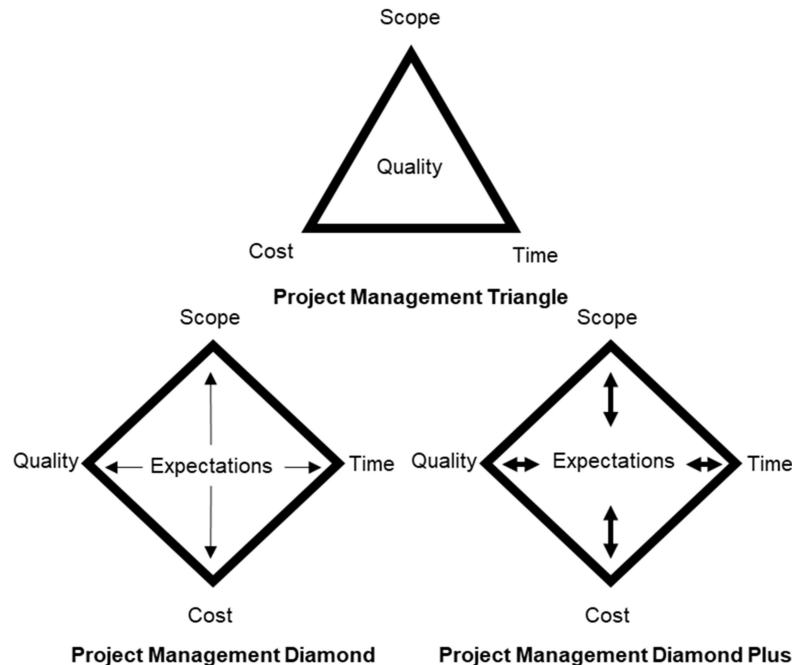 Scope
Quality
Cost Time
Project Management Triangle
Scope
Quality Expectations Time
Cost
Project Management Diamond
Scope
Quality Expectations Time
Cost
Project Management Diamond Plus